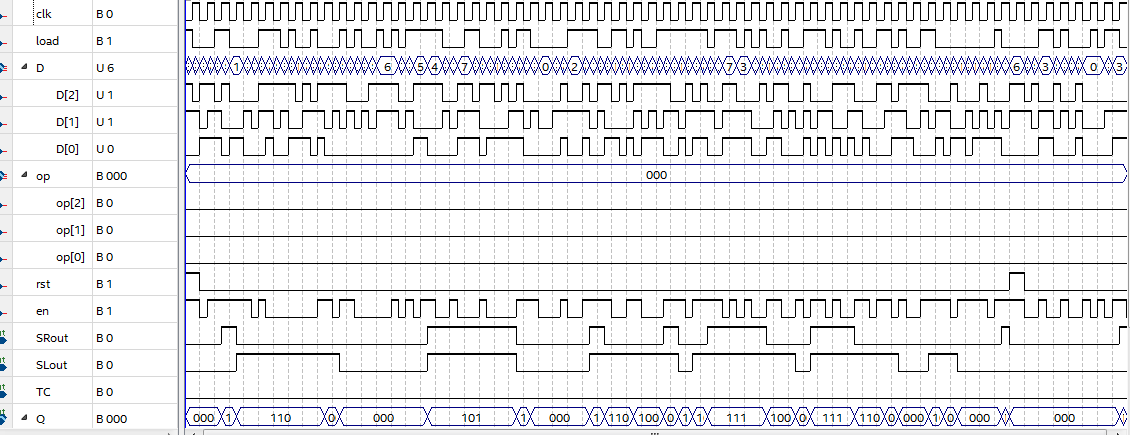 clk
load B 1
D U 6 1 6 5 4 7 0 2 7 3 6 3 0 3
D[2] U 1
D[1] U 1
D[0] U 0
op B 000 000
op[2] B 0
op[1] B 0
op[0] B 0
rst B 1
en B 1
SRout B 0
SLout B 0
TC B 0
Q B 000 000 1 110 0 000 101 1 000 1 110 100 0 1 1 111 100 0 111 110 0 000 1 0 000 000